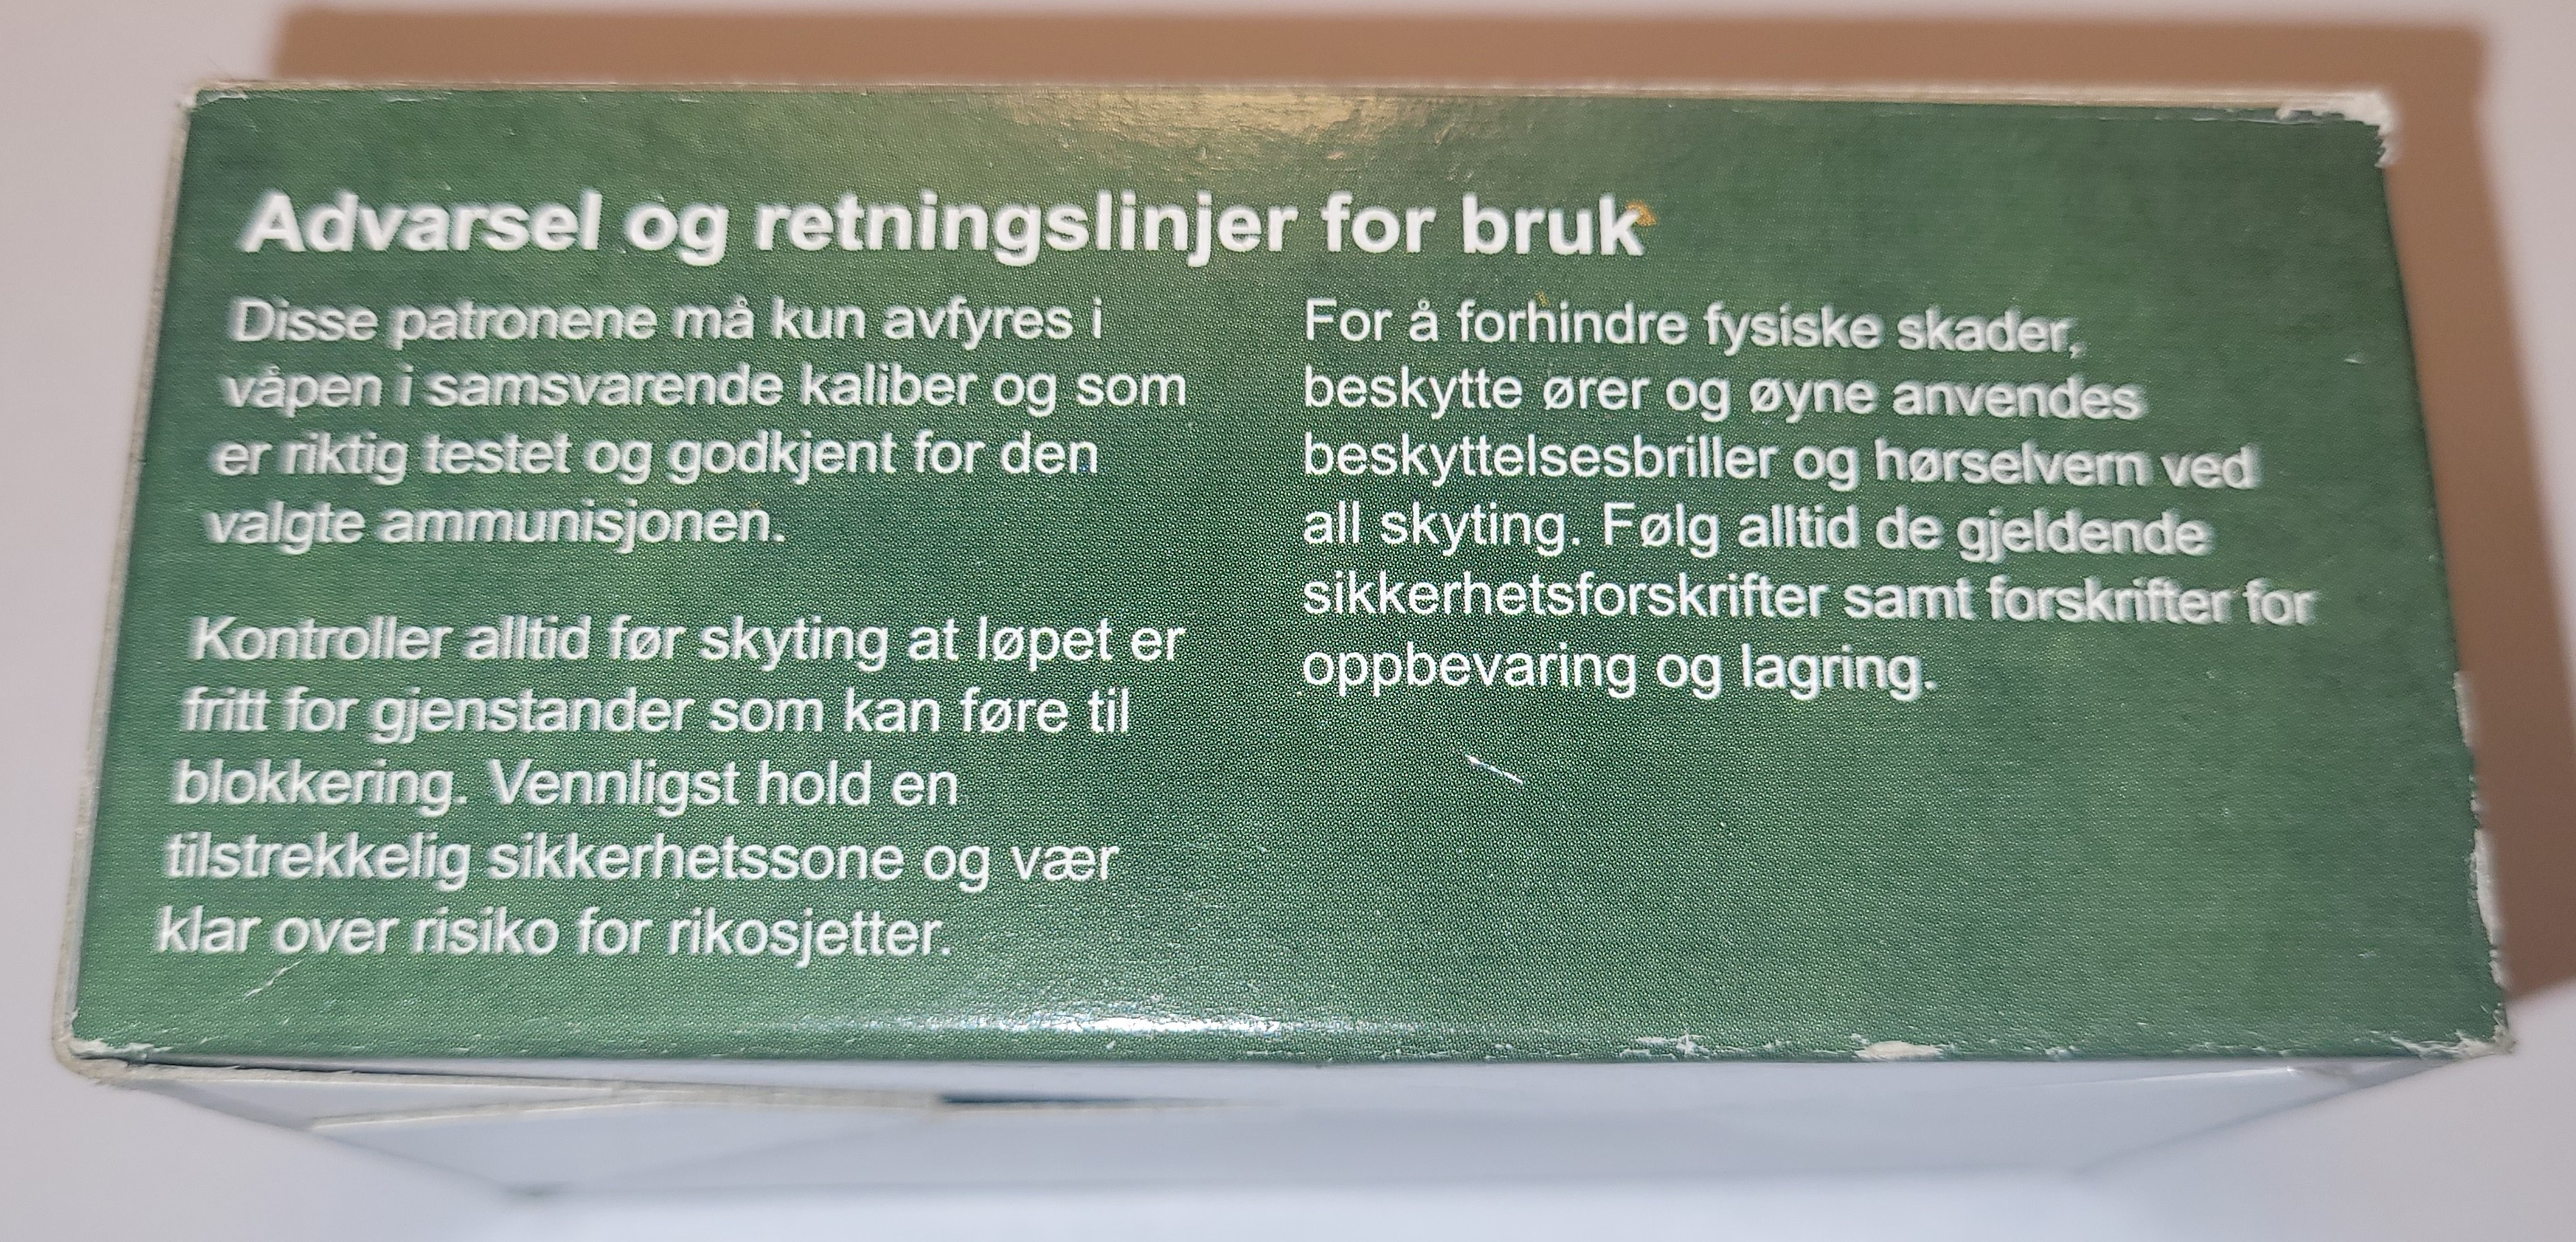 Advarsel og retningslinjer for bruk
Disse patronene må kun avfyres i
våpen i samsvarende kaliber og som
er riktig testet og godkjent for den
valgte ammunisjonen.
Kontroller alltid før skyting at løpet er
fritt for gjenstander som kan føre til
blokkering. Vennligst hold en
tilstrekkelig sikkerhetssone og vær
klar over risiko for rikosjetter.
For å forhindre fysiske skader,
beskytte ører og øyne anvendes
beskyttelsesbriller og hørselvern ved
all skyting. Følg alltid de gjeldende
sikkerhetsforskrifter samt forskrifter for
oppbevaring og lagring.